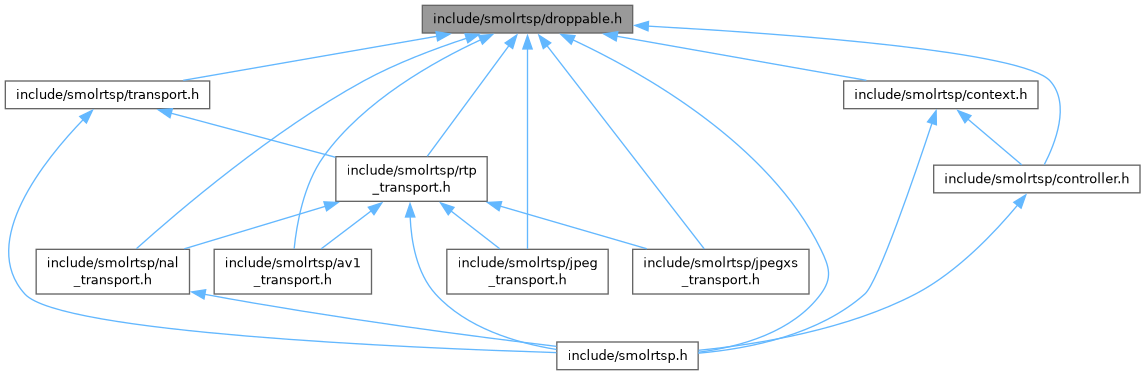 include/smolrtsp/droppable.h
include/smolrtsp/transport.h
include/smolrtsp/context.h
include/smolrtsp/rtp
_transport.h
include/smolrtsp/controller.h
include/smolrtsp/nal
_transport.h
include/smolrtsp/av1
_transport.h
include/smolrtsp/jpeg
_transport.h
include/smolrtsp/jpegxs
_transport.h
include/smolrtsp.h